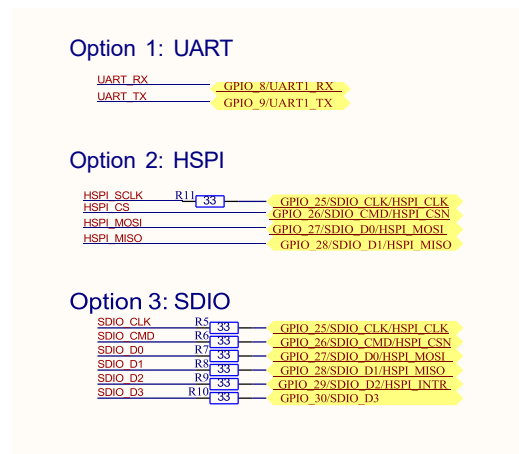 Option 1: UART
UART_RX GPIO_8/UART1_RX
UART_TX GPIO_9/UART1_TX
Option 2: HSPI
HSPI_SCLK R11 33 GPIO_25/SDIO_CLK/HSPI_CLK
HSPI_CS GPIO_26/SDIO_CMD/HSPI_CSN
HSPI_MOSI GPIO_27/SDIO_D0/HSPI_MOSI
HSPI_MISO GPIO_28/SDIO_D1/HSPI_MISO
Option 3: SDIO
SDIO_CLK R5 33 GPIO_25/SDIO_CLK/HSPI_CLK
SDIO_CMD R6 33 GPIO_26/SDIO_CMD/HSPI_CSN
SDIO_D0 R7 33 GPIO_27/SDIO_D0/HSPI_MOSI
SDIO_D1 R8 33 GPIO_28/SDIO_D1/HSPI_MISO
SDIO_D2 R9 33 GPIO_29/SDIO_D2/HSPI_INTR
SDIO_D3 R10 33 GPIO_30/SDIO_D3